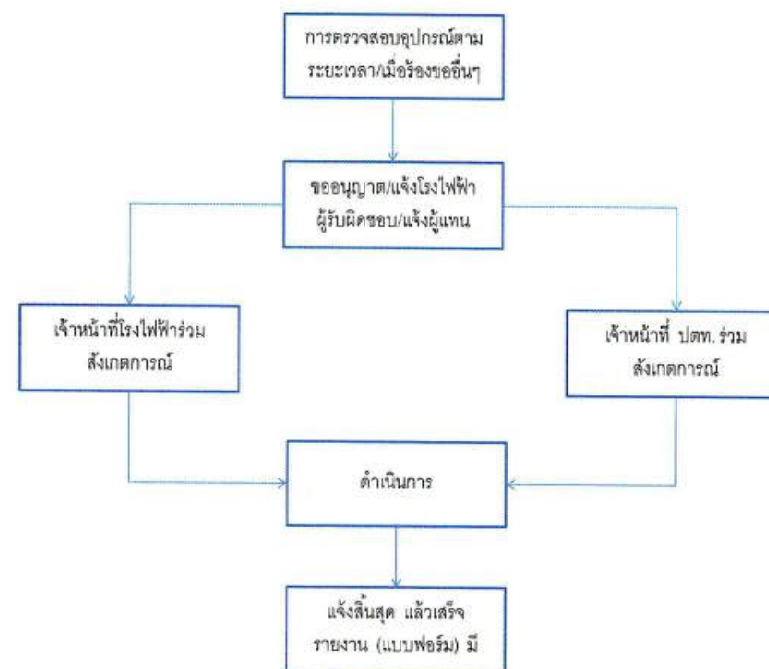 การตรวจสอบอุปกรณ์ตาม
ระยะเวลา/เมื่อร้องขออื่นๆ
ขออนุญาต/แจ้งโรงไฟฟ้า
ผู้รับผิดชอบ/แจ้งผู้แทน
เจ้าหน้าที่โรงไฟฟ้าร่วม
สังเกตการณ์
เจ้าหน้าที่ ปตท. ร่วม
สังเกตการณ์
ดำเนินการ
แจ้งสิ้นสุด แล้วเสร็จ
รายงาน (แบบฟอร์ม) มี